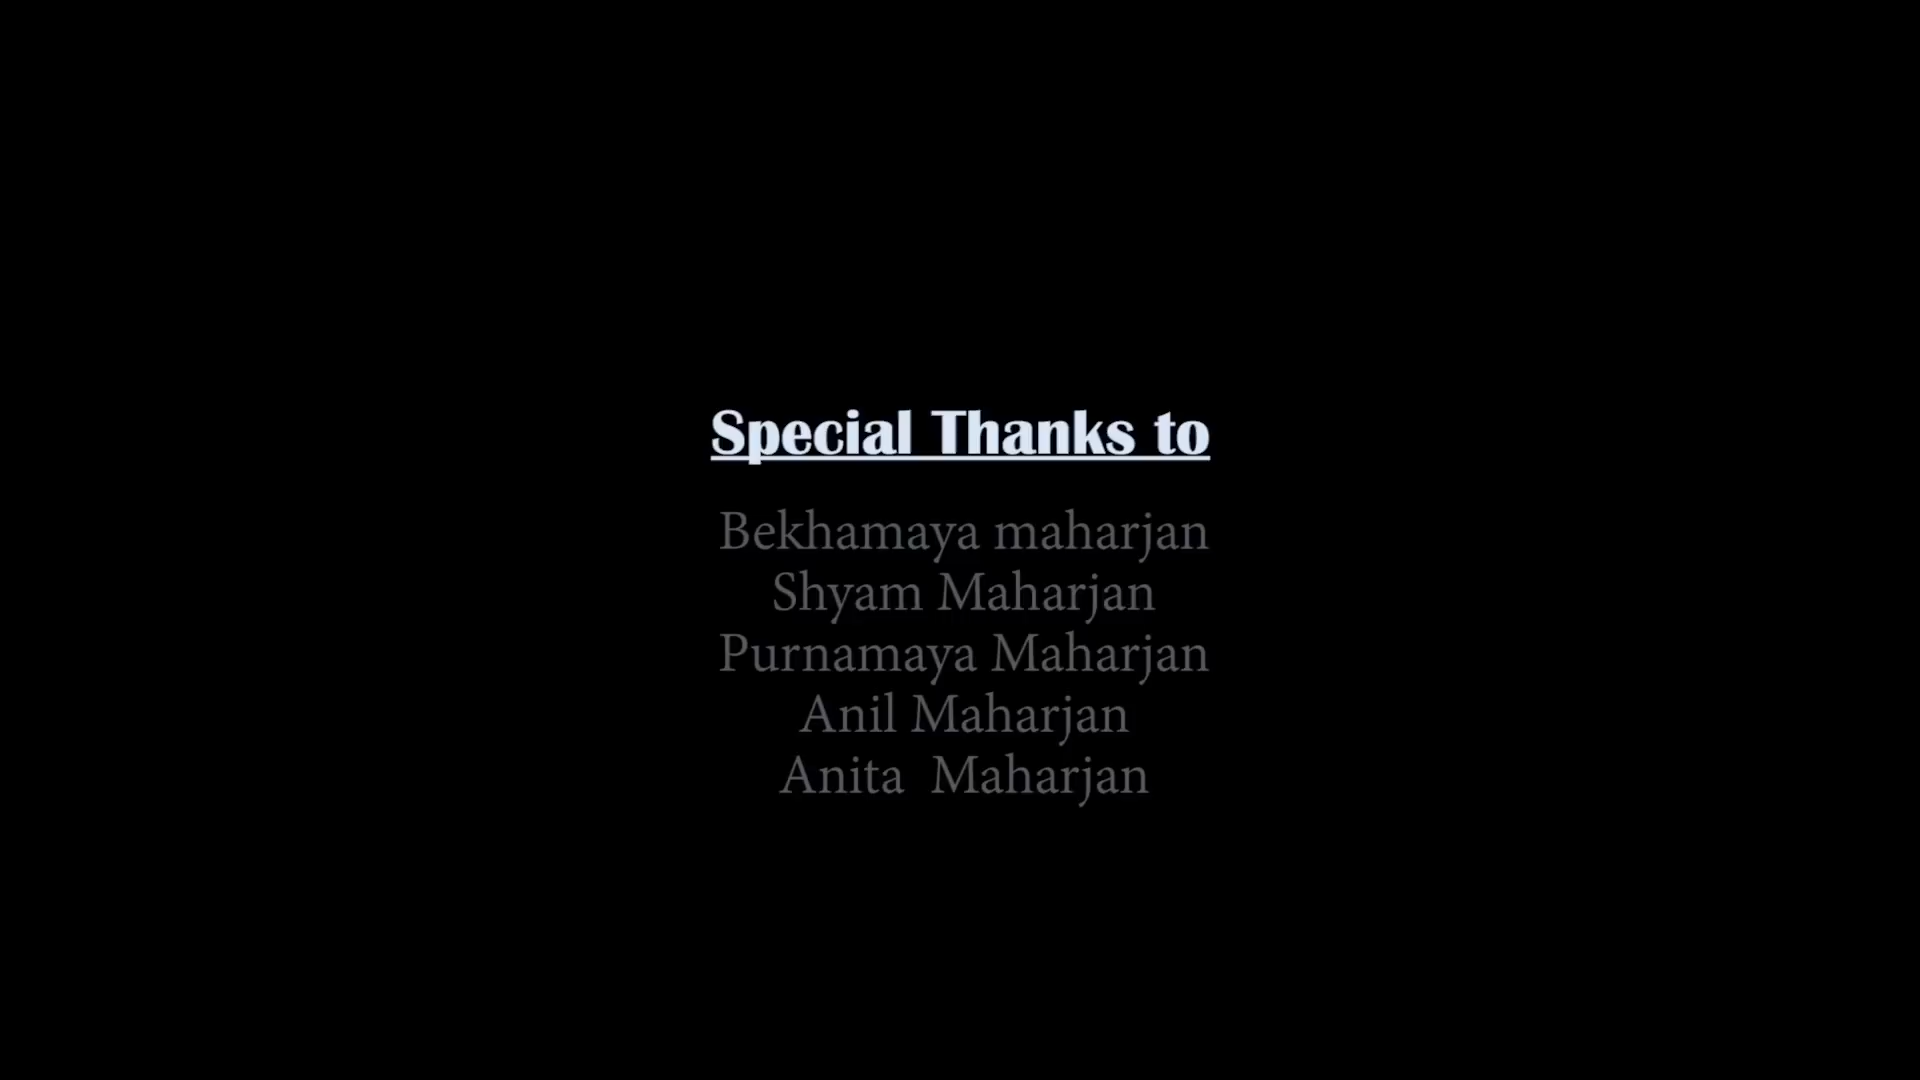 Special Thanks to
Bekhamaya maharjan
Shyam Maharjan
Purnamaya Maharjan
Anil Maharjan
Anita  Maharjan